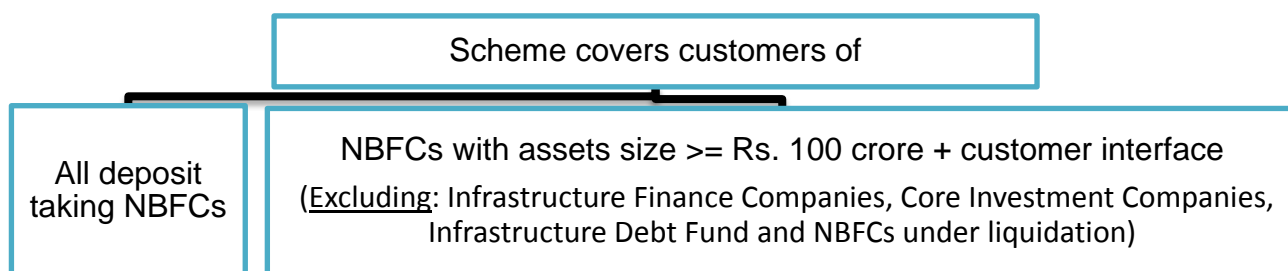 Scheme covers customers of
All deposit
taking NBFCs
NBFCs with assets size >= Rs. 100 crore + customer interface
(Excluding: Infrastructure Finance Companies, Core Investment Companies,
Infrastructure Debt Fund and NBFCs under liquidation)